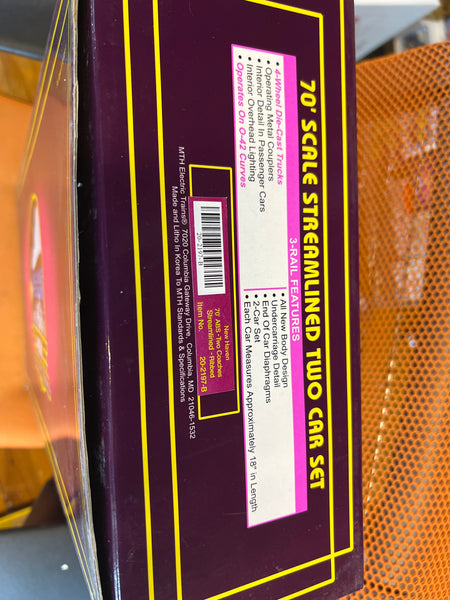 70' SCALE STREAMLINED TWO CAR SET
3-RAIL FEATURES
• 4-Wheel Die-Cast Trucks
• Operating Metal Couplers
• Interior Detail In Passenger Cars
• Interior Overhead Lighting
• Operates On O-42 Curves
• All New Body Design
• Undercarriage Detail
• End Of Car Diaphragms
• 2-Car Set
• Each Car Measures Approximately 18" in Length
20-2197-B
New Haven
70' ABS-Two Coaches
Streamlined - Ribbed
Item No. 20-2197-B
MTH Electric Trains® 7020 Columbia Gateway Drive, Columbia, MD 21046-1532
Made and Litho In Korea To MTH Standards & Specifications